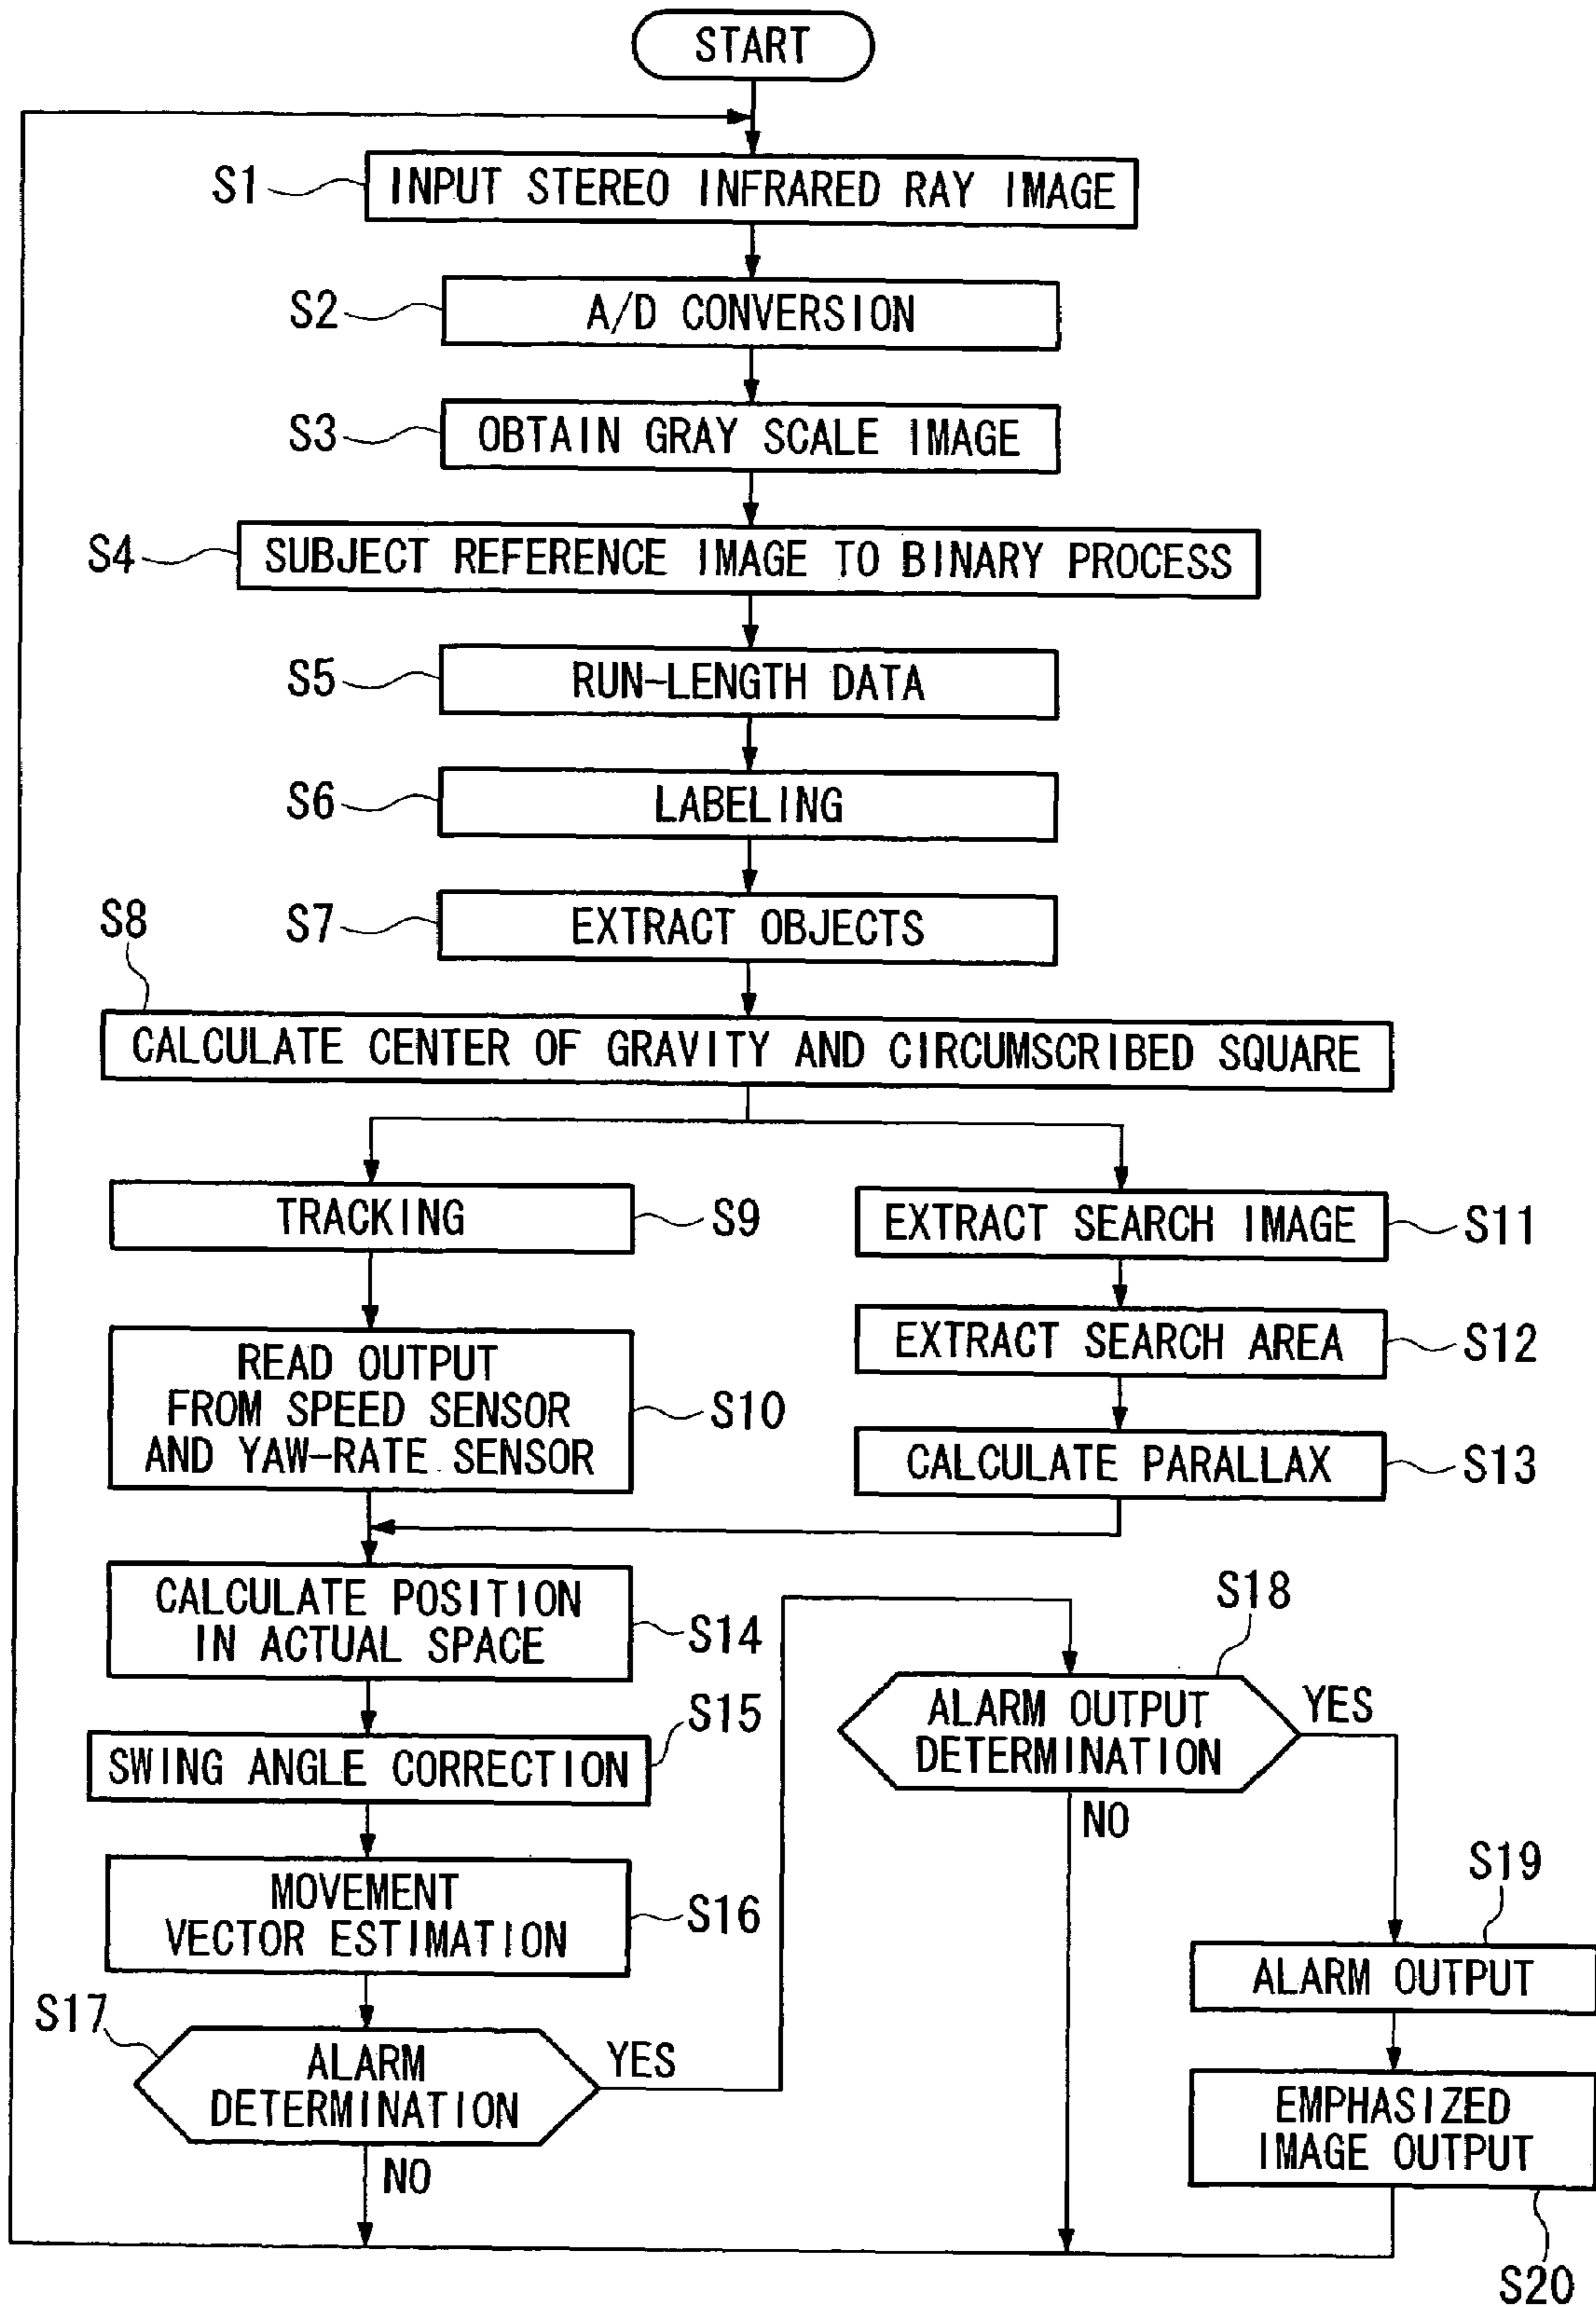 START
S1
INPUT STEREO INFRARED RAY IMAGE
S2
A/D CONVERSION
S3
OBTAIN GRAY SCALE IMAGE
S4
SUBJECT REFERENCE IMAGE TO BINARY PROCESS
S5
RUN-LENGTH DATA
S6
LABELING
S7
EXTRACT OBJECTS
S8
CALCULATE CENTER OF GRAVITY AND CIRCUMSCRIBED SQUARE
TRACKING
S9
READ OUTPUT
FROM SPEED SENSOR
AND YAW-RATE SENSOR
S10
EXTRACT SEARCH IMAGE
S11
EXTRACT SEARCH AREA
S12
CALCULATE PARALLAX
S13
CALCULATE POSITION
IN ACTUAL SPACE
S14
SWING ANGLE CORRECTION
S15
MOVEMENT
VECTOR ESTIMATION
S16
S17
ALARM
DETERMINATION
YES
NO
S18
ALARM OUTPUT
DETERMINATION
YES
NO
S19
ALARM OUTPUT
EMPHASIZED
IMAGE OUTPUT
S20